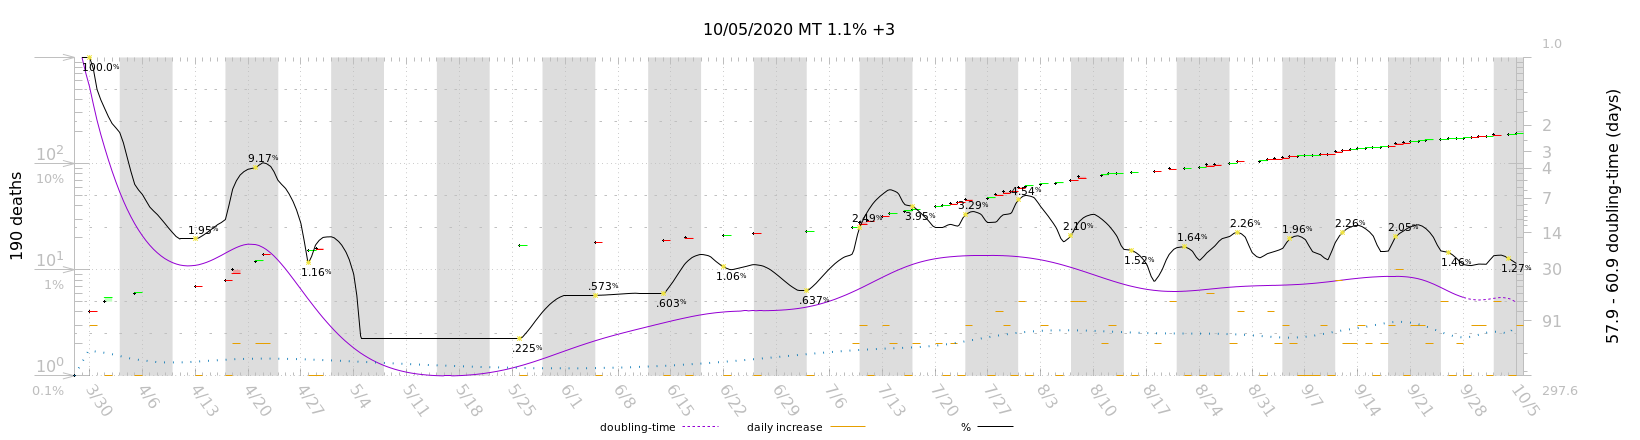 10/05/2020 MT 1.1% +3
190 deaths
10² 10% 10¹ 1% 10⁰ 0.1%
100.0% 1.95% 9.17% 1.16% .225% .573% .603% 1.06% .637% 2.49% 3.95% 3.29% 4.54% 2.10% 1.52% 1.64% 2.26% 1.96% 2.26% 2.05% 1.46% 1.27%
1.0 2 3 4 7 14 30 91 297.6
57.9 - 60.9 doubling-time (days)
3/30 4/6 4/13 4/20 4/27 5/4 5/11 5/18 5/25 6/1 6/8 6/15 6/22 6/29 7/6 7/13 7/20 7/27 8/3 8/10 8/17 8/24 8/31 9/7 9/14 9/21 9/28 10/5
doubling-time daily increase %